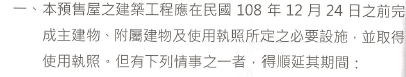 一、本預售屋之建築工程應在民國 108 年 12 月 24 日之前完
成主建物、附屬建物及使用執照所定之必要設施，並取得
使用執照。但有下列情事之一者，得順延其期間：